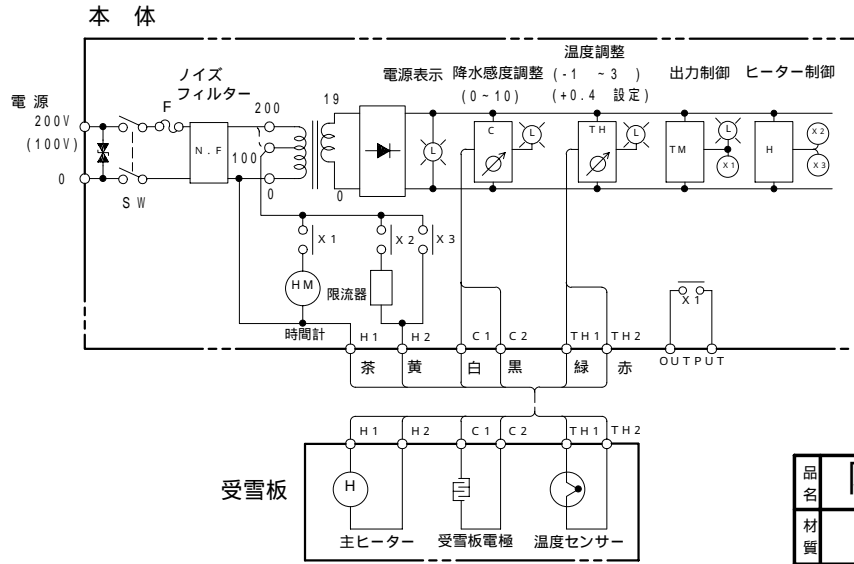 本 体
電 源
200V
(100V)
0
SW
F
ノイズ
フィルター
N.F
200
100
0
19
0
電源表示
L
降水感度調整
(0~10)
C
L
温度調整
(-1 ~3 )
(+0.4 設定)
TH
L
出力制御
TM
L
X1
ヒーター制御
H
X2
X3
X1
X2
X3
HM
時間計
限流器
X1
OUTPUT
H1
H2
C1
C2
TH1
TH2
茶
黄
白
黒
緑
赤
H1
H2
C1
C2
TH1
TH2
受雪板
H
主ヒーター
受雪板電極
温度センサー
品名
材質